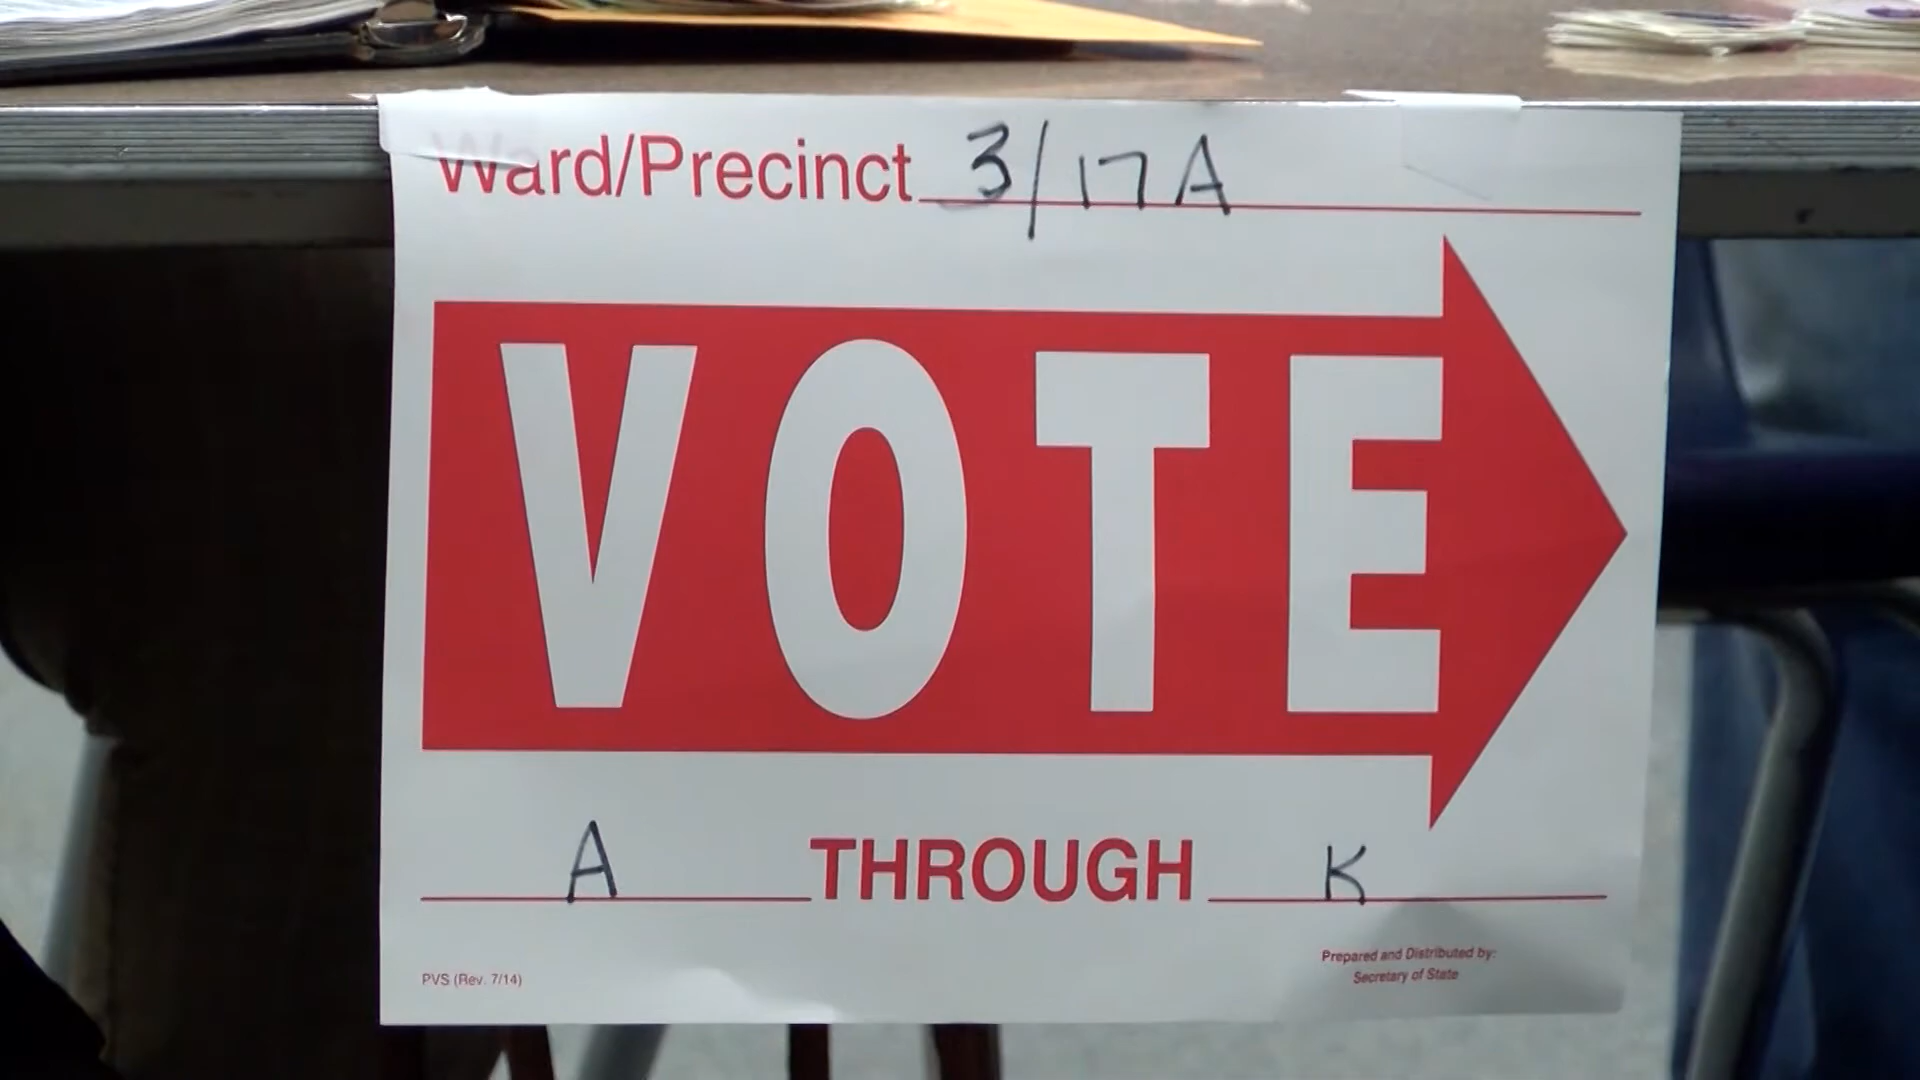 Ward/Precinct 3/17A
VOTE
A THROUGH K
PVS (Rev. 7/14)
Prepared and Distributed by:
Secretary of State